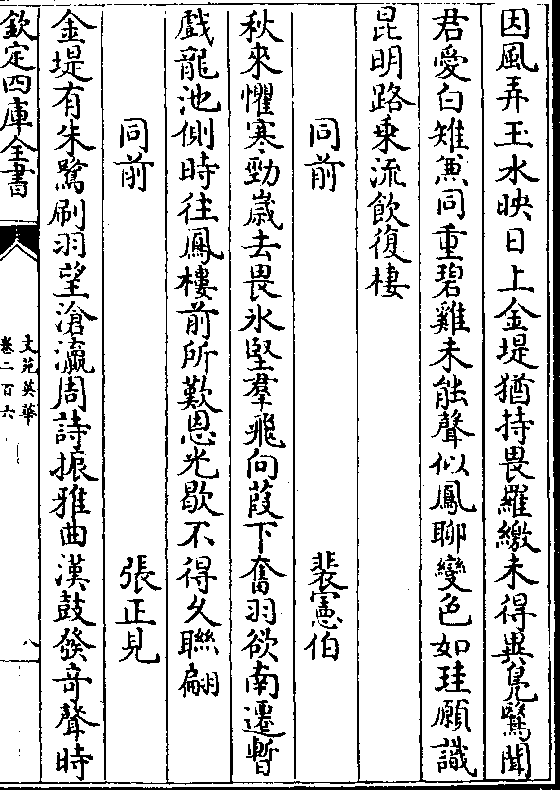 因風弄玉水映日上金堤猶持畏羅繳未得異鳧鷖聞
君愛白雉兼同重碧雞未能聲似鳳聊變色如珪願識
昆明路乗流飲復棲
同前 裴憲伯
秋來懼寒勁歳去畏氷堅羣飛向葭下奮羽欲南遷暫
戲龍池側時往鳳樓前所歎恩光歇不得久聯翩
同前 張正見
金堤有朱鷺刷羽望滄瀛周詩振雅曲漢鼓發奇聲時
欽定四庫全書
文苑英華
卷二百六
八